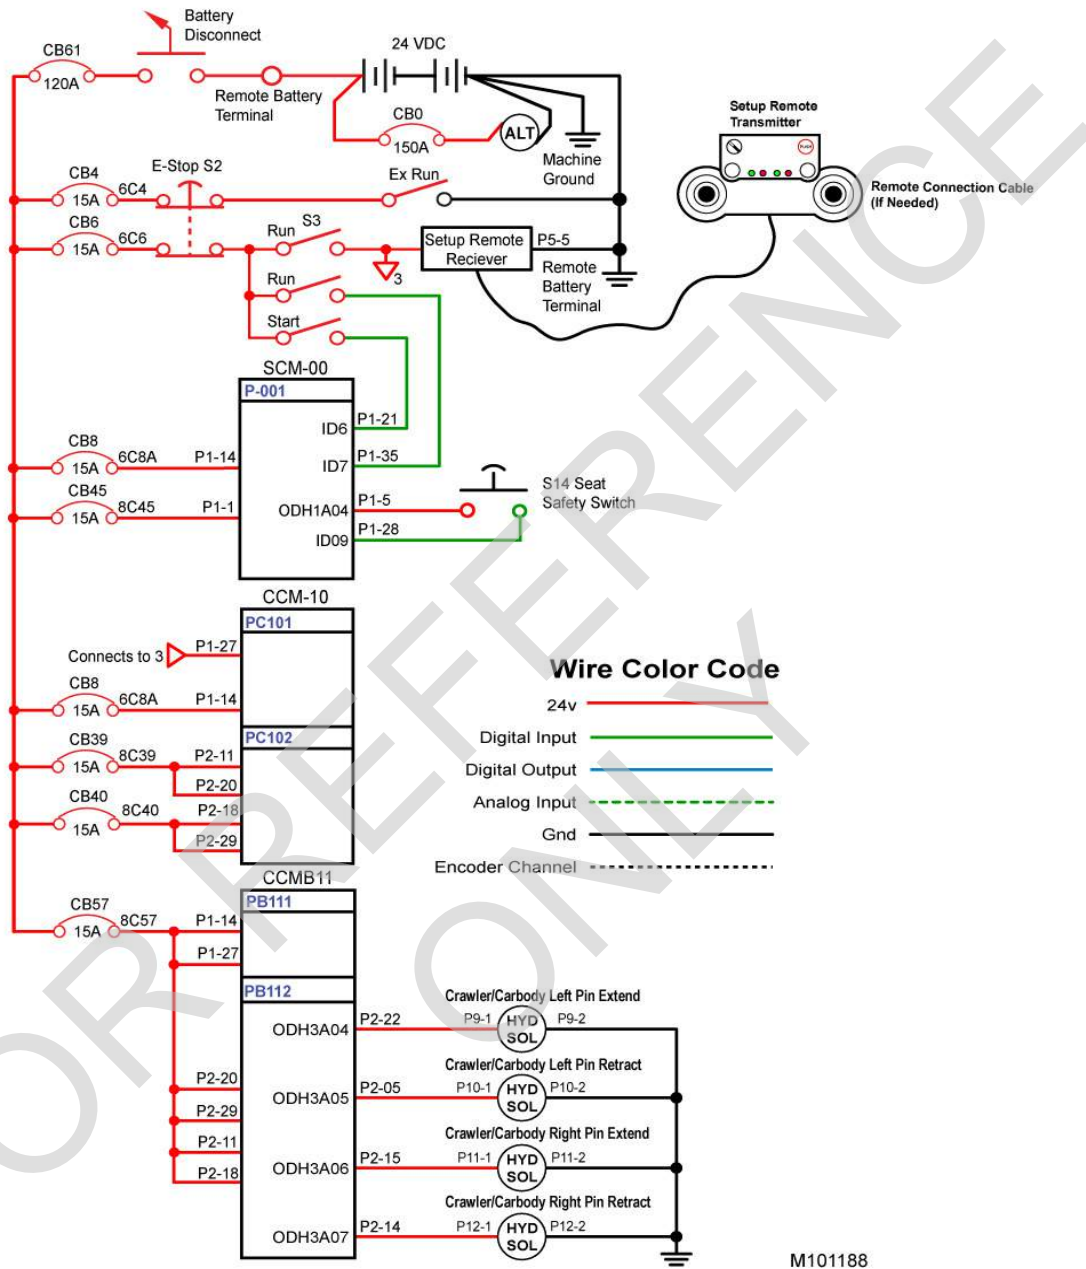 Battery
Disconnect
CB61
120A
24 VDC
Remote Battery
Terminal
CB0
150A
ALT
Machine
Ground
Setup Remote
Transmitter
Remote Connection Cable
(If Needed)
CB4
15A
6C4
E-Stop S2
Ex Run
CB6
15A
6C6
Run
S3
3
Setup Remote
Reciever
P5-5
Remote
Battery
Terminal
Run
Start
SCM-00
P-001
ID6
P1-21
ID7
P1-35
CB8
15A
6C8A
P1-14
CB45
15A
8C45
P1-1
ODH1A04
P1-5
ID09
P1-28
S14 Seat
Safety Switch
CCM-10
PC101
Connects to 3
P1-27
CB8
15A
6C8A
P1-14
PC102
CB39
15A
8C39
P2-11
P2-20
CB40
15A
8C40
P2-18
P2-29
Wire Color Code
24v
Digital Input
Digital Output
Analog Input
Gnd
Encoder Channel
CCMB11
PB111
CB57
15A
8C57
P1-14
P1-27
PB112
Crawler/Carbody Left Pin Extend
ODH3A04
P2-22
P9-1
HYD
SOL
P9-2
Crawler/Carbody Left Pin Retract
P2-20
ODH3A05
P2-05
P10-1
HYD
SOL
P10-2
P2-29
Crawler/Carbody Right Pin Extend
P2-11
ODH3A06
P2-15
P11-1
HYD
SOL
P11-2
P2-18
Crawler/Carbody Right Pin Retract
ODH3A07
P2-14
P12-1
HYD
SOL
P12-2
M101188
OR REFERENCE
ONLY